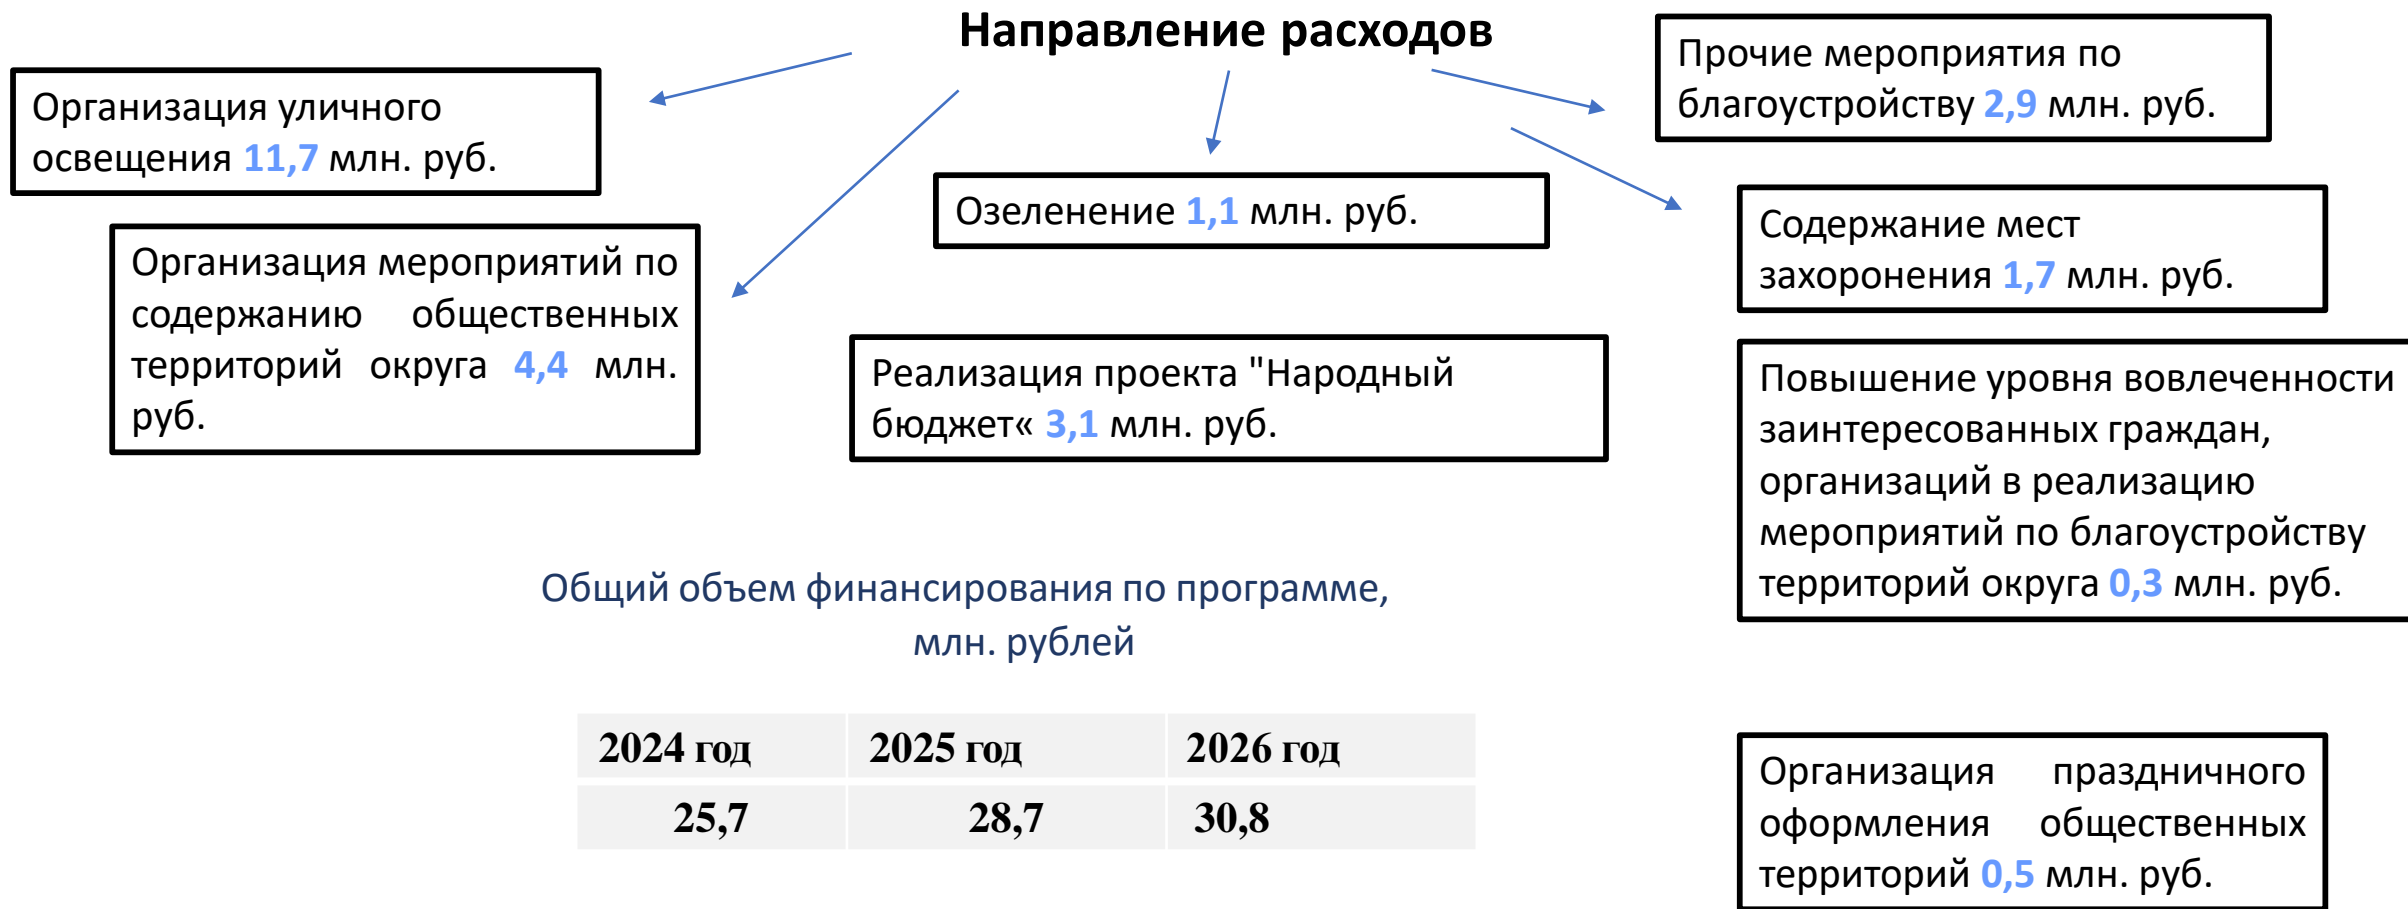 Направление расходов
Организация уличного
освещения 11,7 млн. руб.
Организация мероприятий по
содержанию общественных
территорий округа 4,4 млн.
руб.
Озеленение 1,1 млн. руб.
Реализация проекта "Народный
бюджет« 3,1 млн. руб.
Прочие мероприятия по
благоустройству 2,9 млн. руб.
Содержание мест
захоронения 1,7 млн. руб.
Повышение уровня вовлеченности
заинтересованных граждан,
организаций в реализацию
мероприятий по благоустройству
территорий округа 0,3 млн. руб.
Организация праздничного
оформления общественных
территорий 0,5 млн. руб.
Общий объем финансирования по программе,
млн. рублей
2024 год 2025 год 2026 год
25,7 28,7 30,8